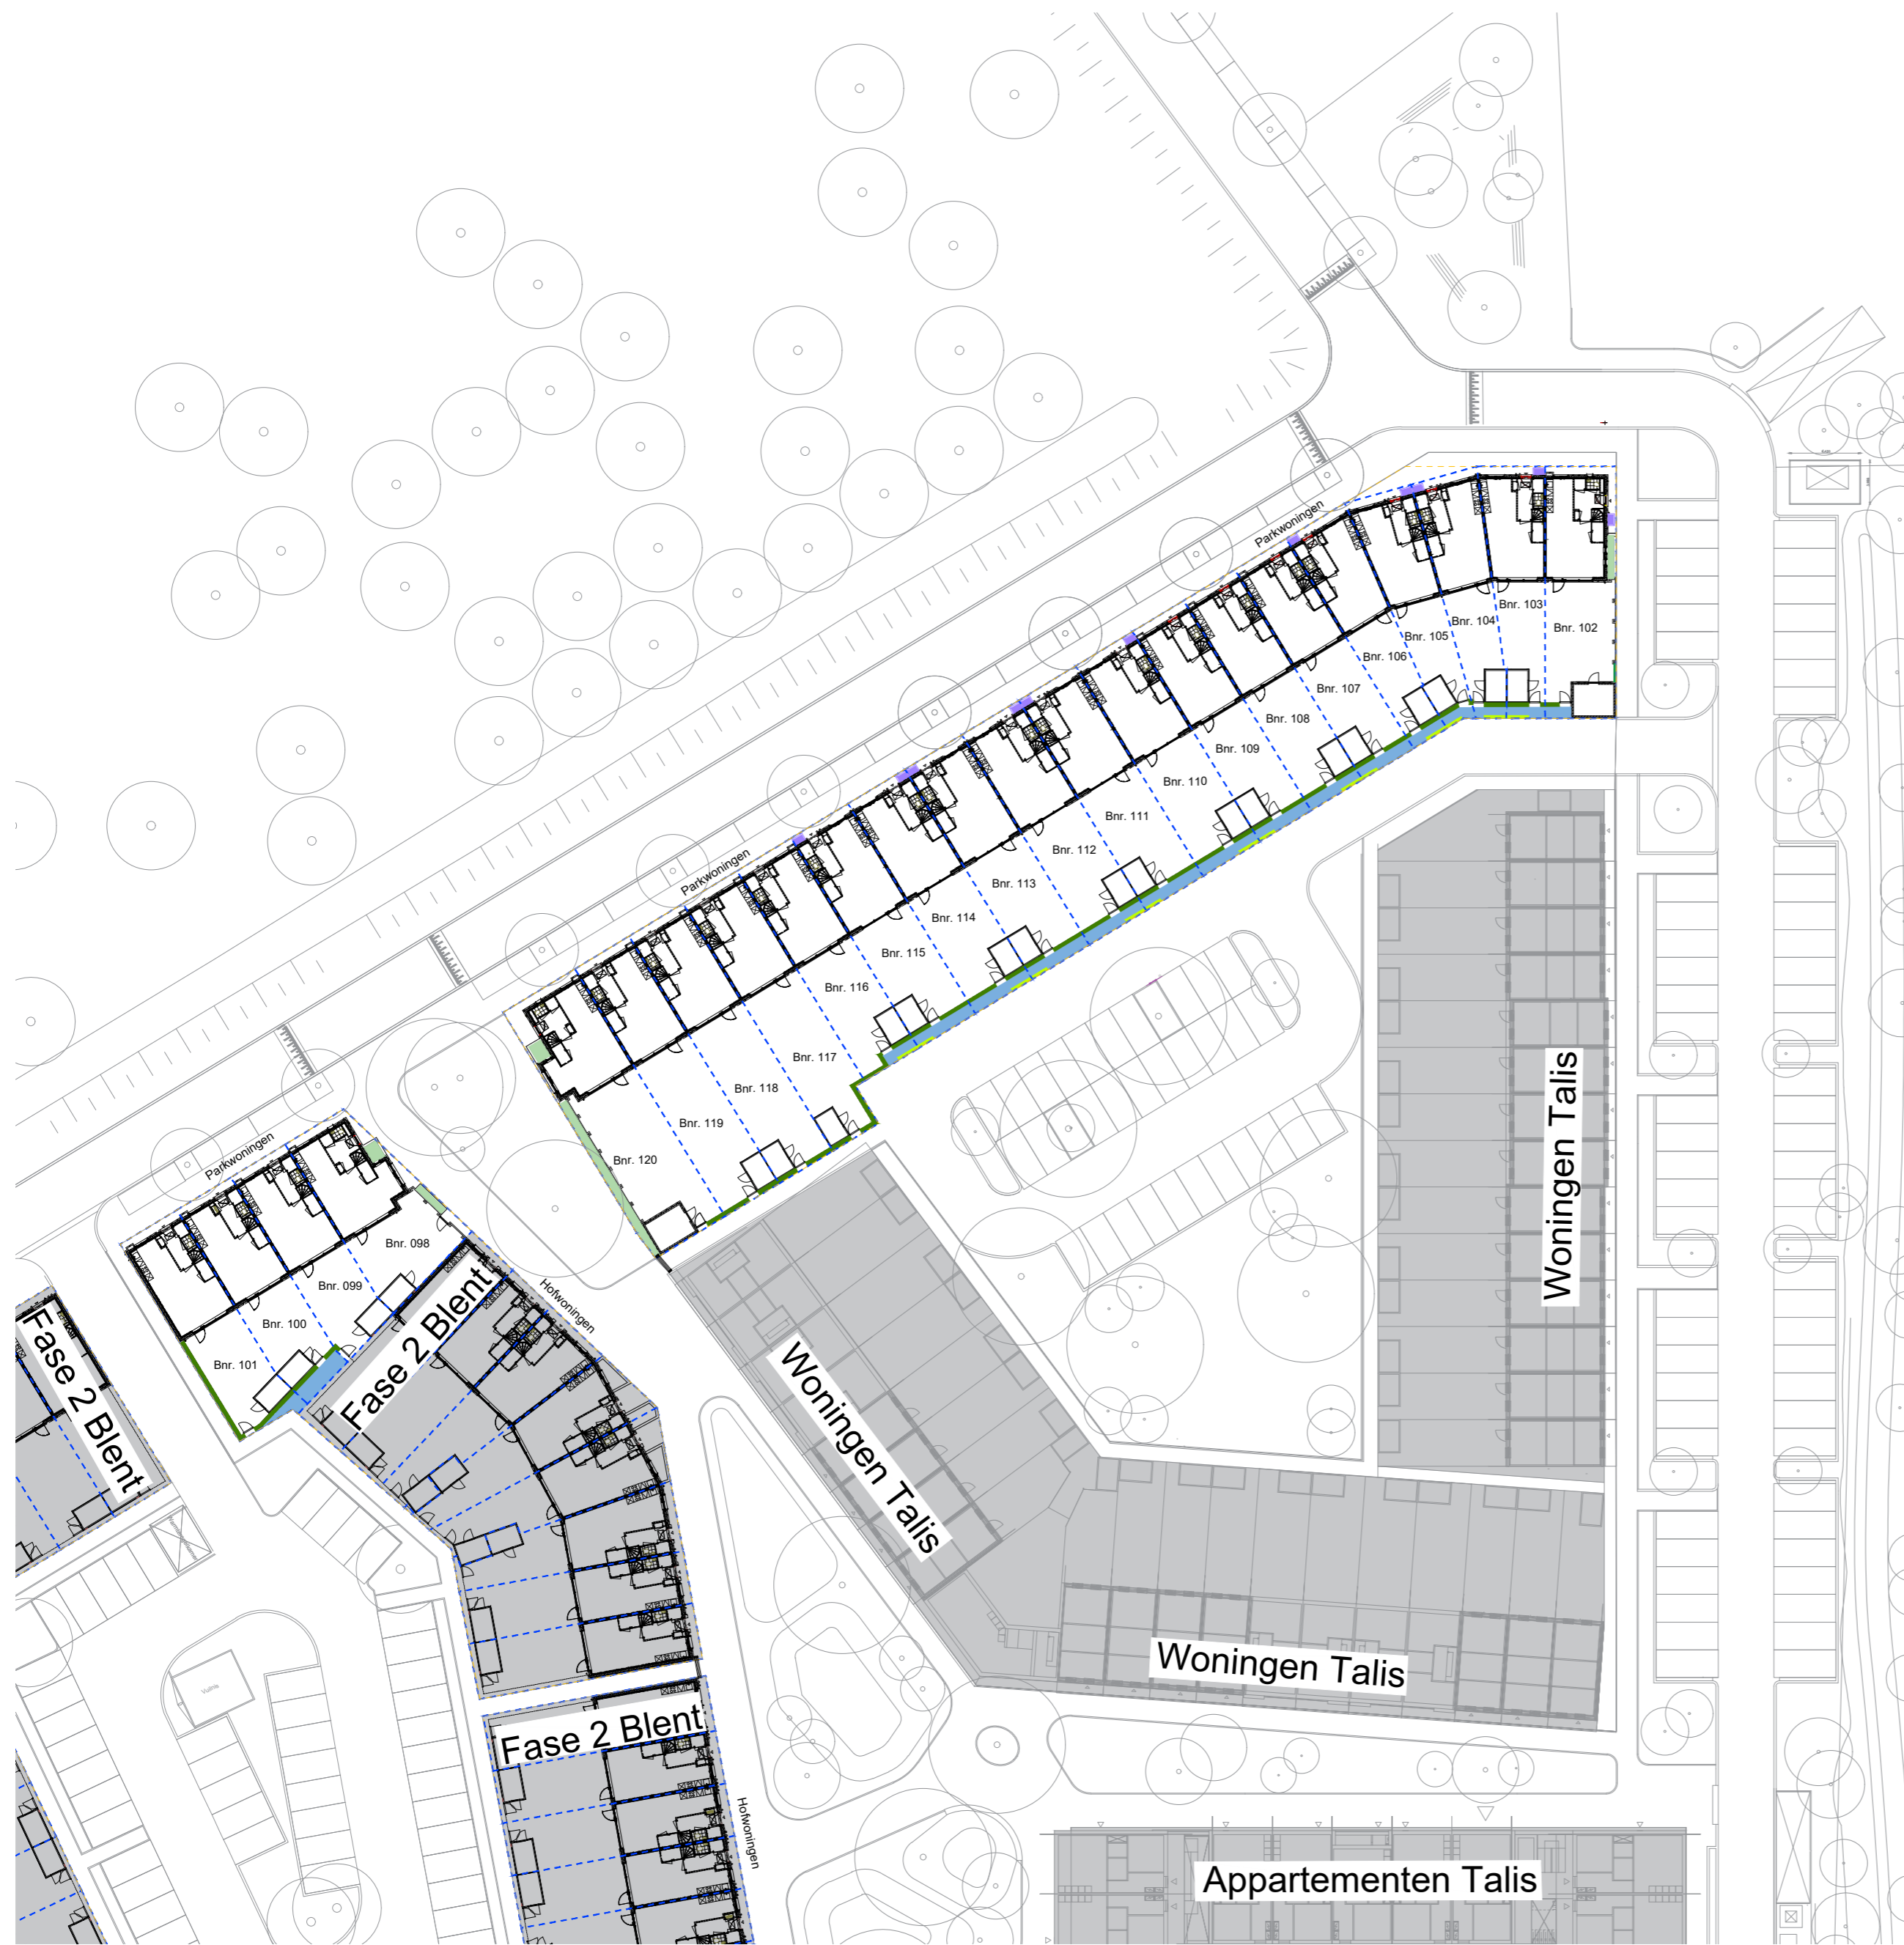 Parkwoningen
Bnr. 103
Bnr. 104
Bnr. 102
Bnr. 105
Bnr. 106
Bnr. 107
Bnr. 108
Bnr. 109
Bnr. 110
Bnr. 111
Bnr. 112
Parkwoningen
Bnr. 113
Bnr. 114
Bnr. 115
Bnr. 116
Bnr. 117
Bnr. 118
Bnr. 119
Bnr. 120
Parkwoningen
Bnr. 098
Bnr. 099
Bnr. 100
Bnr. 101
Hofwoningen
Fase 2 Blent
Fase 2 Blent
Woningen Talis
Woningen Talis
Woningen Talis
Fase 2 Blent
Hofwoningen
Appartementen Talis